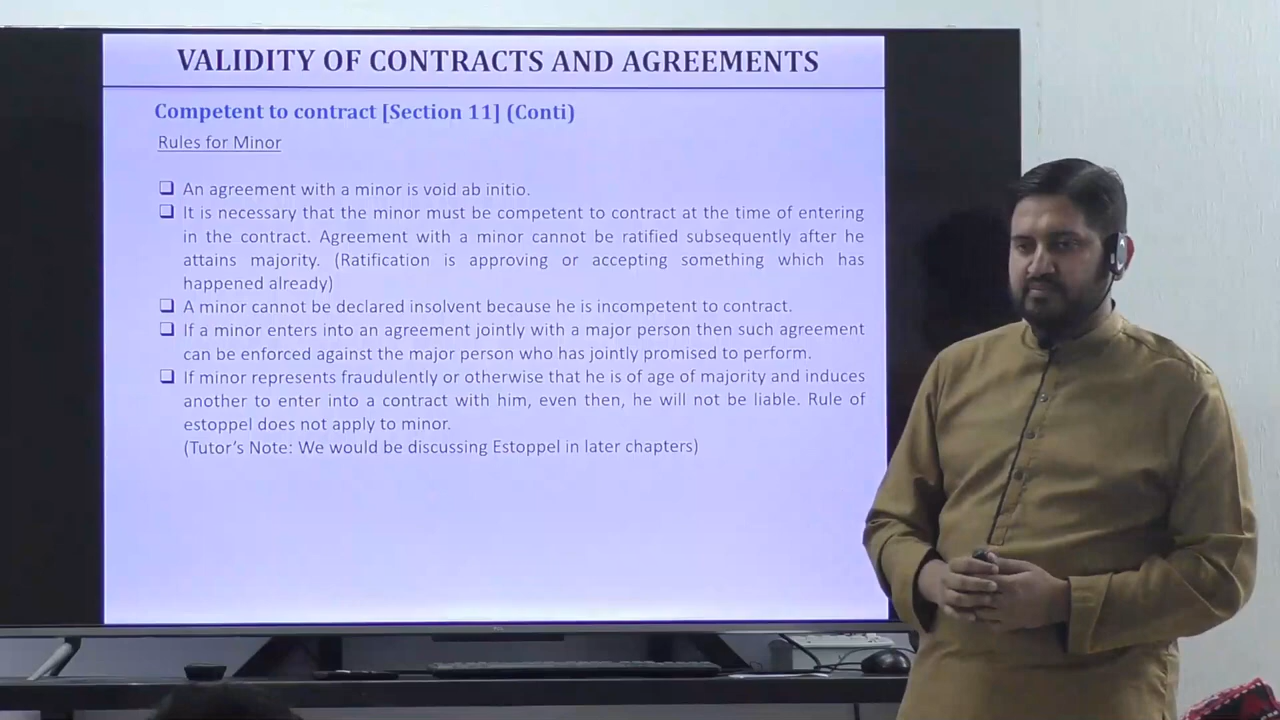 VALIDITY OF CONTRACTS AND AGREEMENTS
Competent to contract [Section 11] (Conti)
Rules for Minor
❑ An agreement with a minor is void ab initio.
❑ It is necessary that the minor must be competent to contract at the time of entering
in the contract. Agreement with a minor cannot be ratified subsequently after he
attains majority. (Ratification is approving or accepting something which has
happened already)
❑ A minor cannot be declared insolvent because he is incompetent to contract.
❑ If a minor enters into an agreement jointly with a major person then such agreement
can be enforced against the major person who has jointly promised to perform.
❑ If minor represents fraudulently or otherwise that he is of age of majority and induces
another to enter into a contract with him, even then, he will not be liable. Rule of
estoppel does not apply to minor.
(Tutor's Note: We would be discussing Estoppel in later chapters)